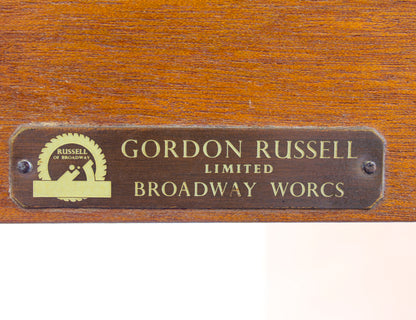 RUSSELL
OF BROADWAY
GORDON RUSSELL
LIMITED
BROADWAY WORCS